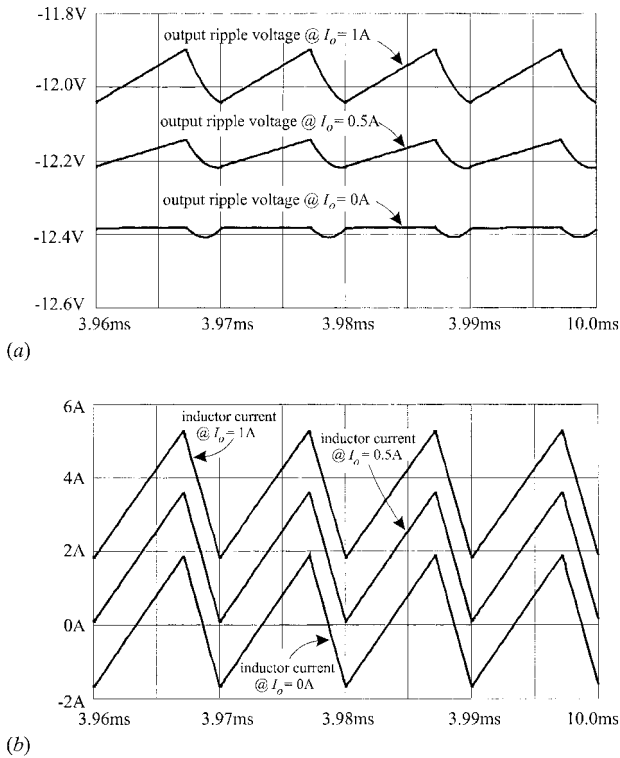 -11.8V
output ripple voltage @ Io = 1A
-12.0V
output ripple voltage @ Io = 0.5A
-12.2V
output ripple voltage @ Io = 0A
-12.4V
-12.6V
3.96ms 3.97ms 3.98ms 3.99ms 10.0ms
(a)
6A
inductor current
@ Io = 1A
inductor current
@ Io = 0.5A
4A
2A
0A
inductor current
@ Io = 0A
-2A
3.96ms 3.97ms 3.98ms 3.99ms 10.0ms
(b)